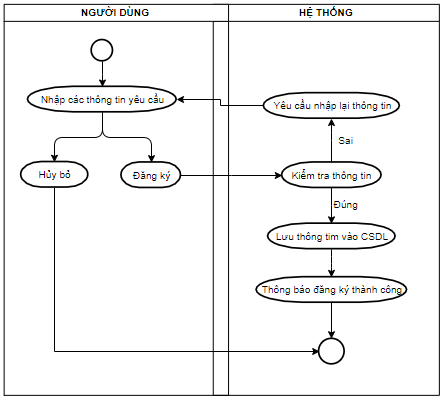 NGƯỜI DÙNG
HỆ THỐNG
Nhập các thông tin yêu cầu
Yêu cầu nhập lại thông tin
Sai
Hủy bỏ
Đăng ký
Kiểm tra thông tin
Đúng
Lưu thông tim vào CSDL
Thông báo đăng ký thành công